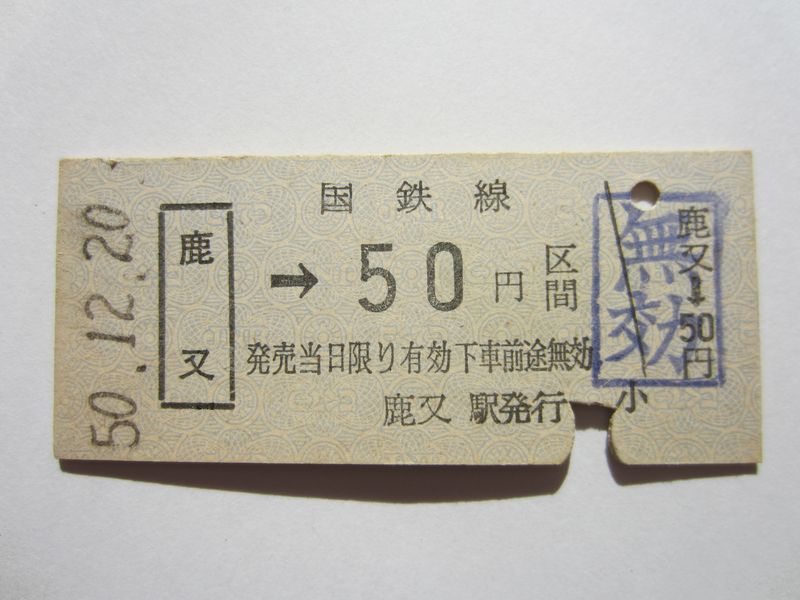 50.12.20
鹿又
国鉄線
→50円区間
発売当日限り有効下車前途無効
鹿又駅発行
小
無効
鹿又➡50円